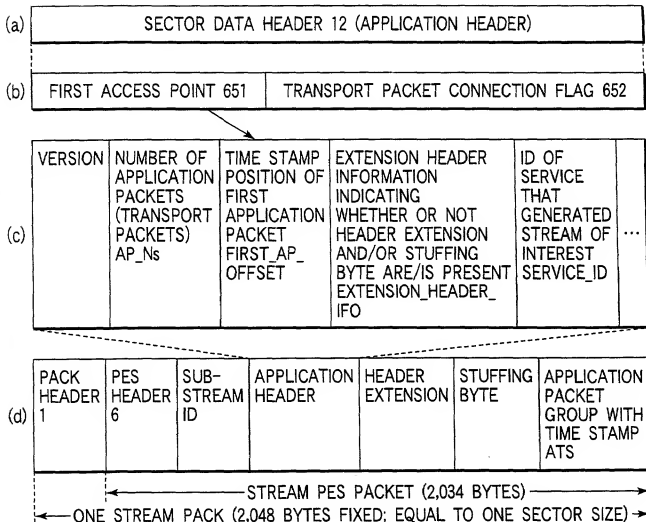 (a) SECTOR DATA HEADER 12 (APPLICATION HEADER)
(b) FIRST ACCESS POINT 651 TRANSPORT PACKET CONNECTION FLAG 652
(c)
VERSION
NUMBER OF
APPLICATION
PACKETS
(TRANSPORT
PACKETS)
AP_Ns
TIME STAMP
POSITION OF
FIRST
APPLICATION
PACKET
FIRST_AP_
OFFSET
EXTENSION HEADER
INFORMATION
INDICATING
WHETHER OR NOT
HEADER EXTENSION
AND/OR STUFFING
BYTE ARE/IS PRESENT
EXTENSION_HEADER_
IFO
ID OF
SERVICE
THAT
GENERATED
STREAM OF
INTEREST
SERVICE_ID
...
(d)
PACK
HEADER
1
PES
HEADER
6
SUB-
STREAM
ID
APPLICATION
HEADER
HEADER
EXTENSION
STUFFING
BYTE
APPLICATION
PACKET
GROUP WITH
TIME STAMP
ATS
STREAM PES PACKET (2,034 BYTES)
ONE STREAM PACK (2,048 BYTES FIXED; EQUAL TO ONE SECTOR SIZE)